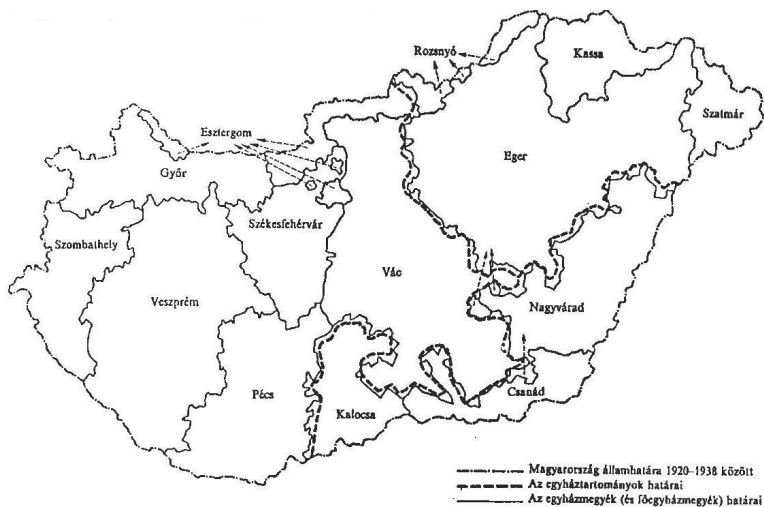 Rozsnyó
Kassa
Szatmár
Esztergom
Eger
Győr
Székesfehérvár
Szombathely
Vác
Veszprém
Nagyvárad
Pécs
Kalocsa
Csanád
Magyarország államhatára 1920–1938 között
Az egyháztartományok határai
Az egyházmegyék (és főegyházmegyék) határai